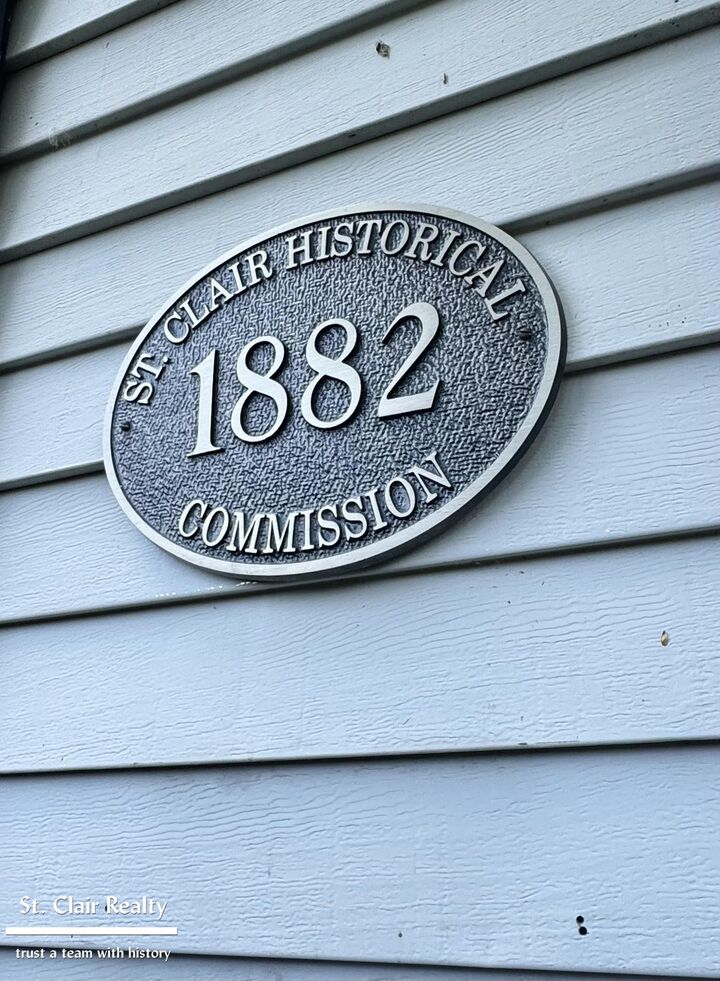 ST. CLAIR HISTORICAL
1882
COMMISSION
St. Clair Realty
trust a team with history